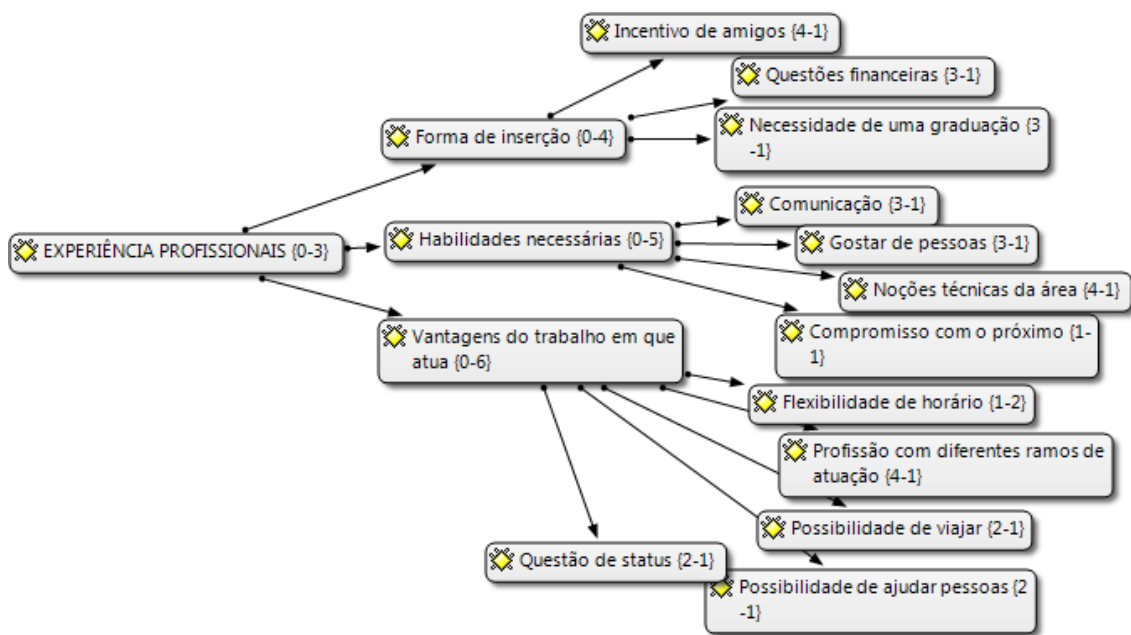 Incentivo de amigos {4-1}
Questões financeiras {3-1}
Forma de inserção {0-4}
Necessidade de uma graduação {3
-1}
Comunicação {3-1}
EXPERIÊNCIA PROFISSIONAIS {0-3}
Habilidades necessárias {0-5}
Gostar de pessoas {3-1}
Noções técnicas da área {4-1}
Compromisso com o próximo {1-
1}
Vantagens do trabalho em que
atua {0-6}
Flexibilidade de horário {1-2}
Profissão com diferentes ramos de
atuação {4-1}
Possibilidade de viajar {2-1}
Questão de status {2-1}
Possibilidade de ajudar pessoas {2
-1}